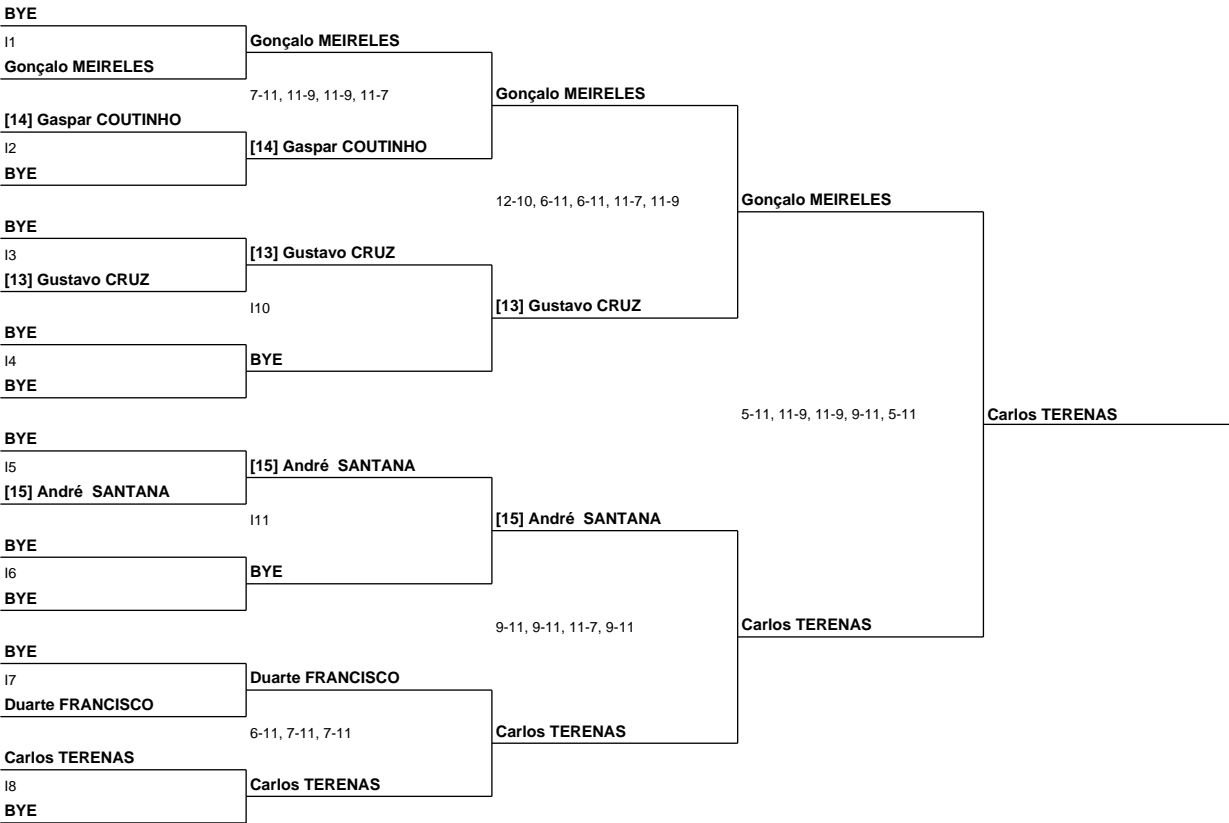 BYE
I1
Gonçalo MEIRELES
Gonçalo MEIRELES
7-11, 11-9, 11-9, 11-7
Gonçalo MEIRELES
[14] Gaspar COUTINHO
I2
[14] Gaspar COUTINHO
BYE
12-10, 6-11, 6-11, 11-7, 11-9
Gonçalo MEIRELES
BYE
I3
[13] Gustavo CRUZ
[13] Gustavo CRUZ
I10
[13] Gustavo CRUZ
BYE
I4
BYE
BYE
5-11, 11-9, 11-9, 9-11, 5-11
Carlos TERENAS
BYE
I5
[15] André  SANTANA
[15] André  SANTANA
I11
[15] André  SANTANA
BYE
I6
BYE
BYE
9-11, 9-11, 11-7, 9-11
Carlos TERENAS
BYE
I7
Duarte FRANCISCO
Duarte FRANCISCO
6-11, 7-11, 7-11
Carlos TERENAS
Carlos TERENAS
I8
Carlos TERENAS
BYE